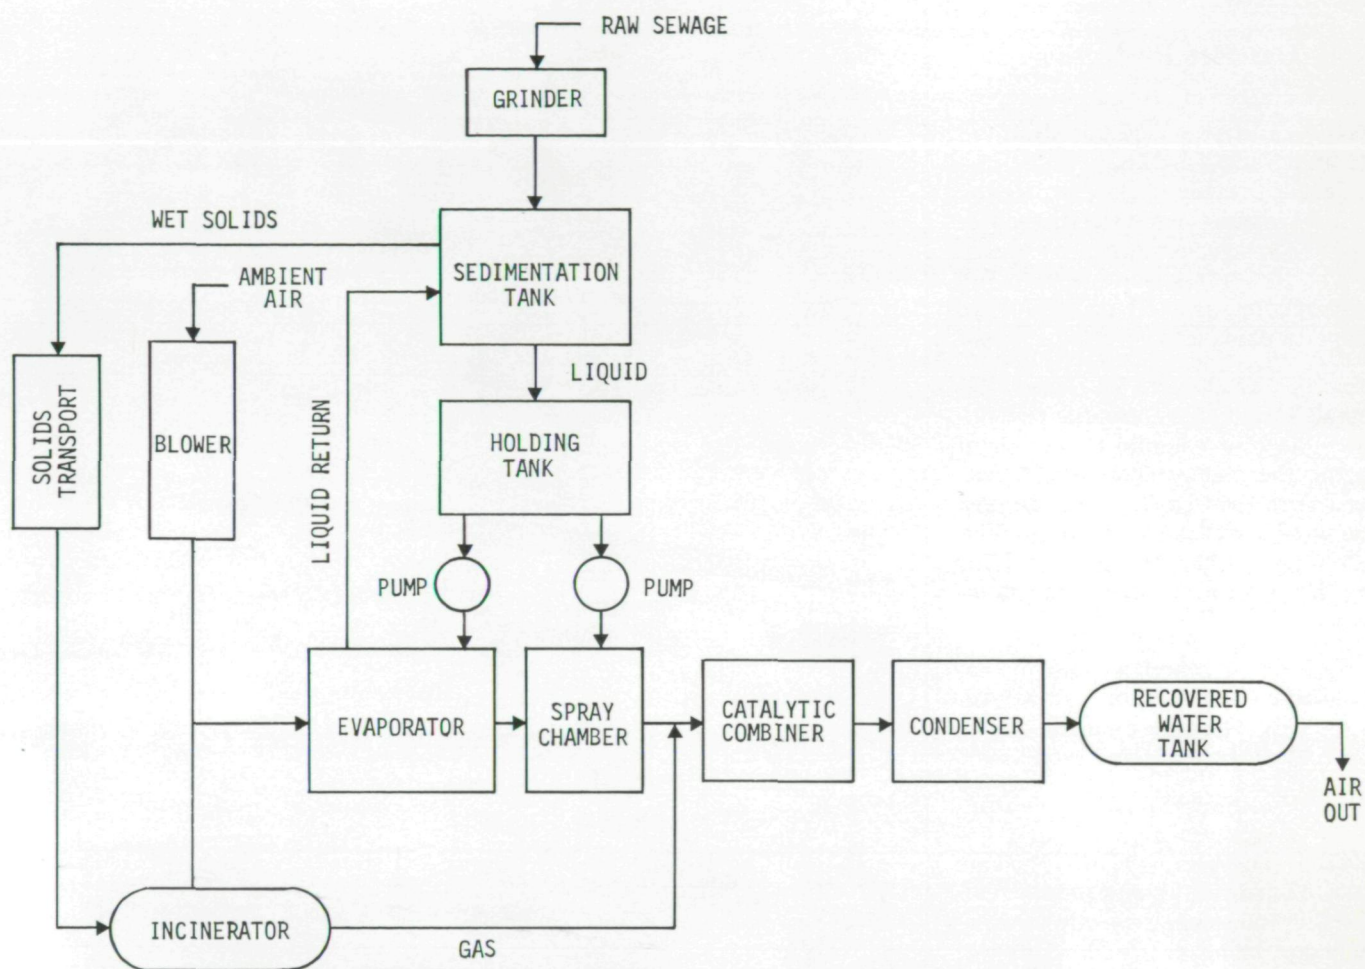 RAW SEWAGE
GRINDER
WET SOLIDS
AMBIENT
AIR
SEDIMENTATION
TANK
LIQUID
SOLIDS
TRANSPORT
BLOWER
LIQUID RETURN
HOLDING
TANK
PUMP
PUMP
EVAPORATOR
SPRAY
CHAMBER
CATALYTIC
COMBINER
CONDENSER
RECOVERED
WATER
TANK
AIR
OUT
INCINERATOR
GAS